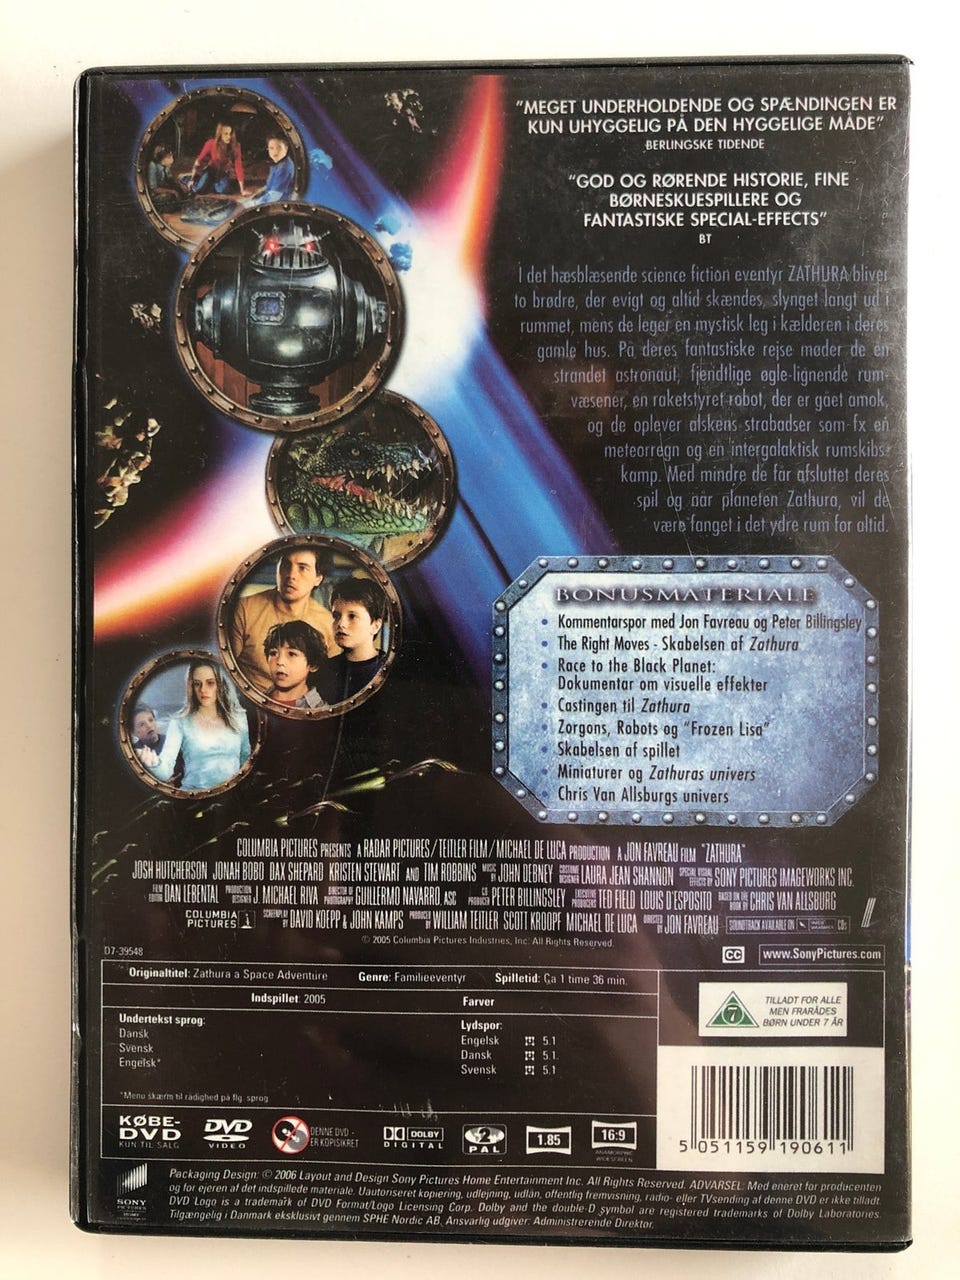 "MEGET UNDERHOLDENDE OG SPÆNDINGEN ER
KUN UHYGGELIG PÅ DEN HYGGELIGE MÅDE"
BERLINGSKE TIDENDE
"GOD OG RØRENDE HISTORIE, FINE
BØRNESKUESPILLERE OG
FANTASTISKE SPECIAL-EFFECTS"
BT
I det hæsblæsende science fiction eventyr ZATHURA bliver
to brødre, der evigt og altid skændes, slynget langt ud i
rummet, mens de leger en mystisk leg i kælderen i deres
gamle hus. På deres fantastiske rejse møder de en
strandet astronaut, fjendtlige øgle-lignende rum-
væsener, en raketstyret robot, der er gået amok,
og de oplever alskens strabadser som fx en
meteorregn og en intergalaktisk rumskibs-
kamp. Med mindre de får afsluttet deres
spil og når planeten Zathura, vil de
være fanget i det ydre rum for altid.
BONUSMATERIALE
• Kommentarspor med Jon Favreau og Peter Billingsley
• The Right Moves - Skabelsen af Zathura
• Race to the Black Planet:
Dokumentar om visuelle effekter
• Castingen til Zathura
• Zorgons, Robots og "Frozen Lisa"
• Skabelsen af spillet
• Miniaturer og Zathuras univers
• Chris Van Allsburgs univers
COLUMBIA PICTURES PRESENTS A RADAR PICTURES/TEITLER FILM/MICHAEL DE LUCA PRODUCTION A JON FAVREAU FILM "ZATHURA"
JOSH HUTCHERSON JONAH BOBO DAX SHEPARD KRISTEN STEWART AND TIM ROBBINS MUSIC BY JOHN DEBNEY COSTUME DESIGNER LAURA JEAN SHANNON SPECIAL VISUAL EFFECTS BY SONY PICTURES IMAGEWORKS INC.
FILM EDITOR DAN LEBENTAL PRODUCTION DESIGNER J. MICHAEL RIVA DIRECTOR OF PHOTOGRAPHY GUILLERMO NAVARRO ASC CO-PRODUCER PETER BILLINGSLEY EXECUTIVE PRODUCERS TED FIELD LOUIS D'ESPOSITO BASED ON THE BOOK BY CHRIS VAN ALLSBURG
COLUMBIA PICTURES SCREENPLAY BY DAVID KOEPP & JOHN KAMPS PRODUCED BY WILLIAM TEITLER SCOTT KROOPF MICHAEL DE LUCA DIRECTED BY JON FAVREAU SOUNDTRACK AVAILABLE ON CDs
© 2005 Columbia Pictures Industries, Inc. All Rights Reserved.
D7-39548
CC www.SonyPictures.com
Originaltitel: Zathura a Space Adventure Genre: Familieeventyr Spilletid: Ca 1 time 36 min.
Indspillet: 2005 Farver
Undertekst sprog:
Dansk
Svensk
Engelsk*
Lydspor:
Engelsk 5.1
Dansk 5.1
Svensk 5.1
*Menu skærm til rådighed på flg. sprog
7
TILLADT FOR ALLE
MEN FRARÅDES
BØRN UNDER 7 ÅR
KØBE-
DVD
KUN TIL SALG
DVD
VIDEO
DENNE DVD -
ER KOPISIKRET
DOLBY
DIGITAL
2
PAL
1.85
16:9
ANAMORPHIC
WIDESCREEN
5 051159 190611
SONY
PICTURES
Packaging Design: © 2006 Layout and Design Sony Pictures Home Entertainment Inc. All Rights Reserved. ADVARSEL: Med eneret for producenten
og for ejeren af det indspillede materiale. Uautoriseret kopiering, udlejning, udlån, offentlig fremvisning, radio- eller TVsending af denne DVD er ikke tilladt.
DVD Logo is a trademark of DVD Format/Logo Licensing Corp. Dolby and the double-D symbol are registered trademarks of Dolby Laboratories.
Tilgængelig i Danmark eksklusivt gennem SPHE Nordic AB. Ansvarlig udgiver: Administrerende Direktør.